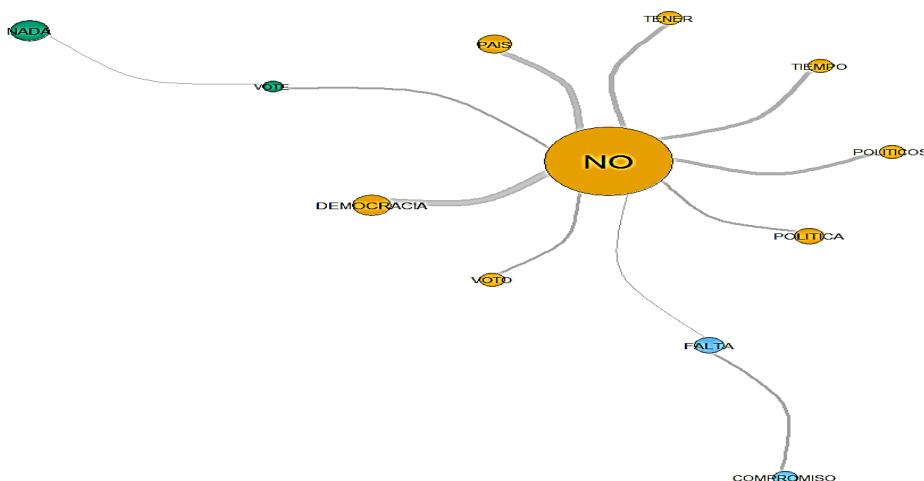 TENER
NADA
PAIS
TIEMPO
VOTE
POLITICOS
NO
DEMOCRACIA
POLITICA
VOTO
FALTA
COMPROMISO